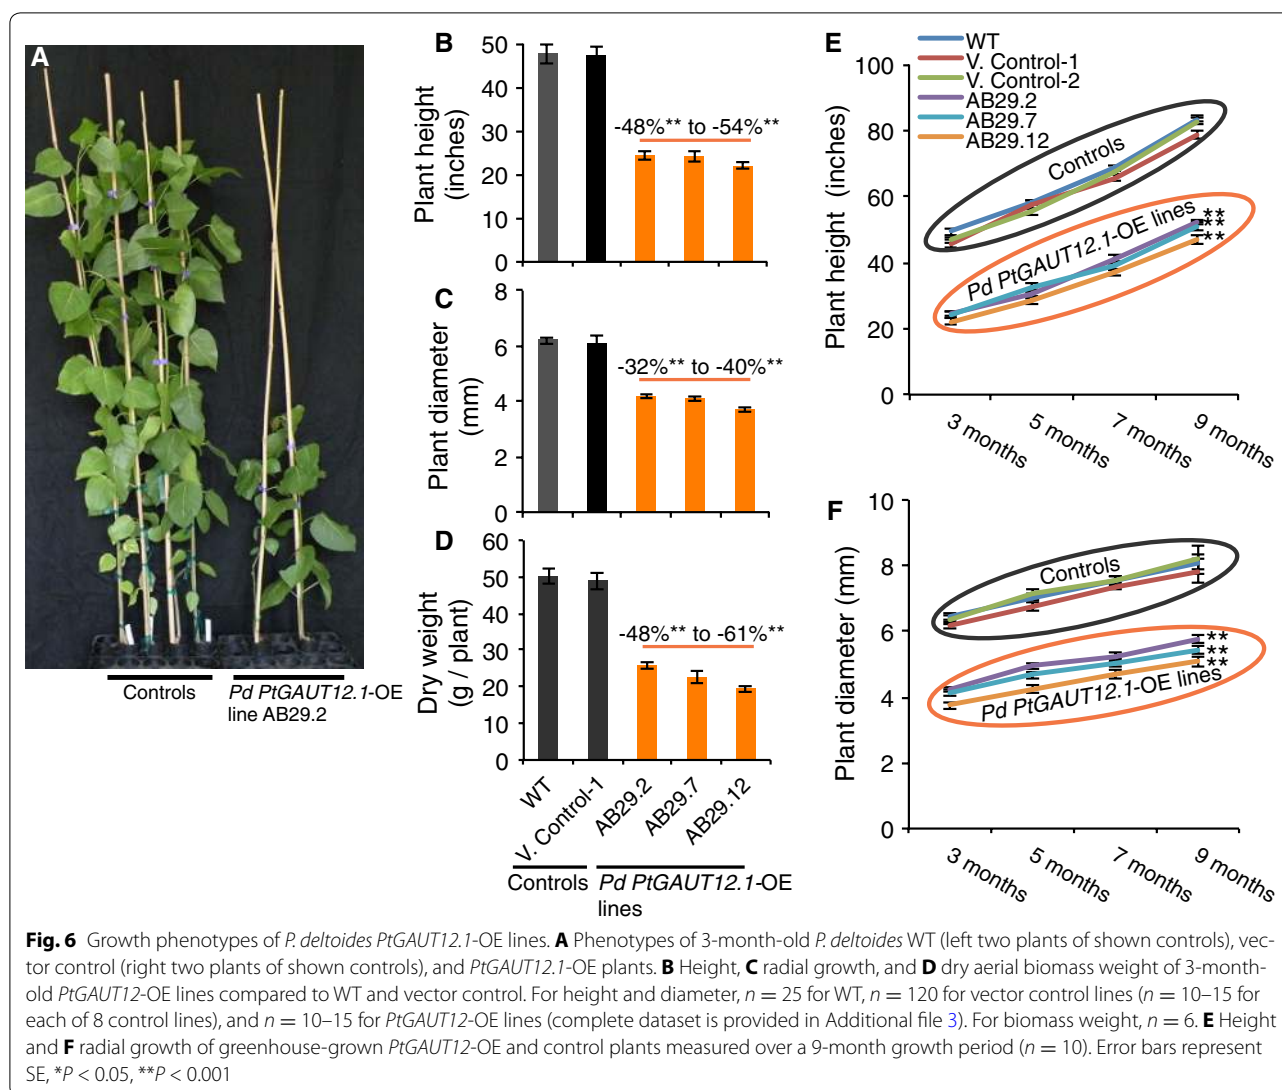 A
Controls
Pd PtGAUT12.1-OE
line AB29.2
B
Plant height
(inches)
50
40
30
20
10
0
-48%** to -54%**
C
Plant diameter
(mm)
8
6
4
2
0
-32%** to -40%**
D
Dry weight
(g / plant)
60
50
40
30
20
10
0
-48%** to -61%**
WT
V. Control-1
AB29.2
AB29.7
AB29.12
Controls
Pd PtGAUT12.1-OE
lines
E
WT
V. Control-1
V. Control-2
AB29.2
AB29.7
AB29.12
Plant height (inches)
100
80
60
40
20
0
Controls
Pd PtGAUT12.1-OE lines
**
**
**
3 months
5 months
7 months
9 months
F
Plant diameter (mm)
10
8
6
4
2
0
Controls
**
**
**
Pd PtGAUT12.1-OE lines
3 months
5 months
7 months
9 months
Fig. 6 Growth phenotypes of P. deltoides PtGAUT12.1-OE lines. A Phenotypes of 3-month-old P. deltoides WT (left two plants of shown controls), vec-
tor control (right two plants of shown controls), and PtGAUT12.1-OE plants. B Height, C radial growth, and D dry aerial biomass weight of 3-month-
old PtGAUT12-OE lines compared to WT and vector control. For height and diameter, n = 25 for WT, n = 120 for vector control lines (n = 10–15 for
each of 8 control lines), and n = 10–15 for PtGAUT12-OE lines (complete dataset is provided in Additional file 3). For biomass weight, n = 6. E Height
and F radial growth of greenhouse-grown PtGAUT12-OE and control plants measured over a 9-month growth period (n = 10). Error bars represent
SE, *P < 0.05, **P < 0.001